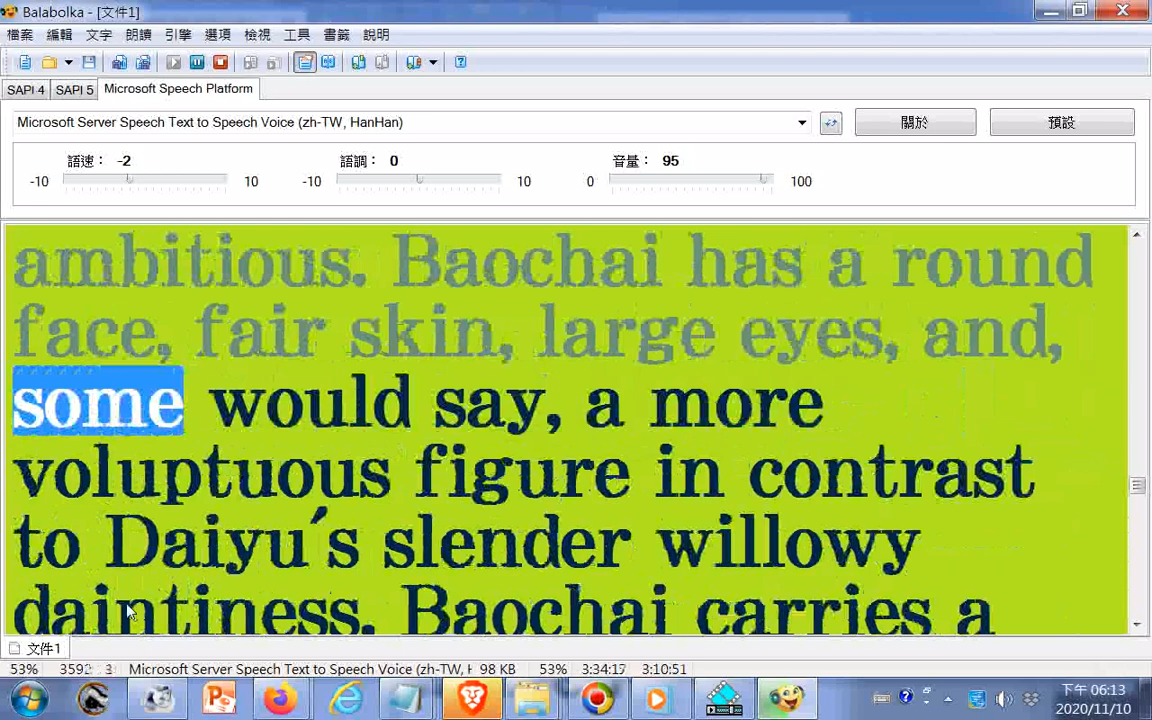 Balabolka - [文件1]
檔案 編輯 文字 朗讀 引擎 選項 檢視 工具 書籤 說明
SAPI 4 SAPI 5 Microsoft Speech Platform
Microsoft Server Speech Text to Speech Voice (zh-TW, HanHan) 關於 預設
語速： -2 語調： 0 音量： 95
-10 10 -10 10 0 100
ambitious. Baochai has a round
face, fair skin, large eyes, and,
some would say, a more
voluptuous figure in contrast
to Daiyu's slender willowy
daintiness. Baochai carries a
文件1
53% 3592 Microsoft Server Speech Text to Speech Voice (zh-TW, 98 KB 53% 3:34:17 3:10:51
下午 06:13
2020/11/10